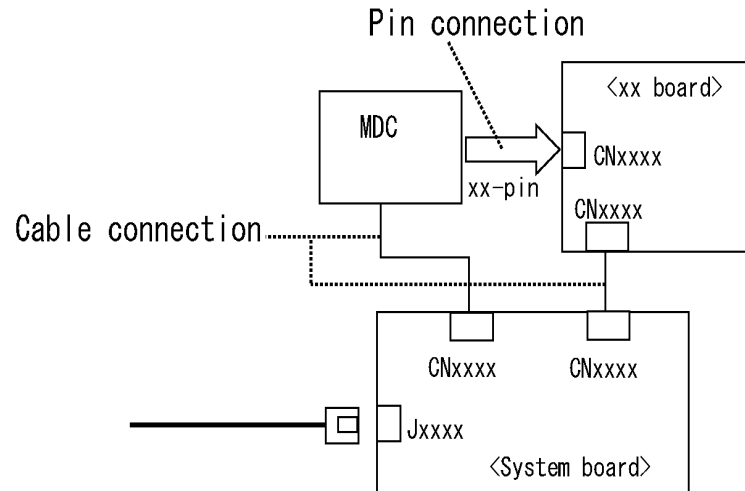 Pin connection
<xx board>
MDC
CNxxxx
xx-pin
CNxxxx
Cable connection
CNxxxx
CNxxxx
Jxxxx
<System board>